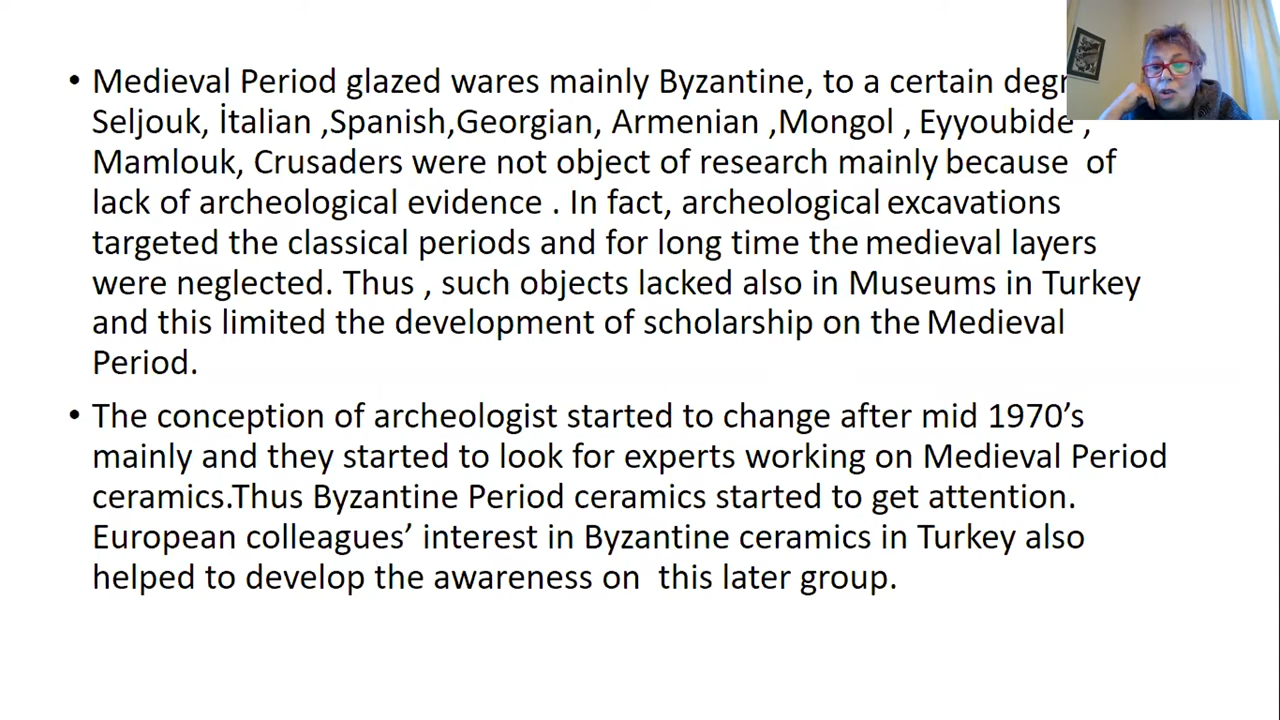 • Medieval Period glazed wares mainly Byzantine, to a certain
Seljouk, İtalian ,Spanish,Georgian, Armenian ,Mongol , Eyyoubide ,
Mamlouk, Crusaders were not object of research mainly because of
lack of archeological evidence . In fact, archeological excavations
targeted the classical periods and for long time the medieval layers
were neglected. Thus , such objects lacked also in Museums in Turkey
and this limited the development of scholarship on the Medieval
Period.
• The conception of archeologist started to change after mid 1970’s
mainly and they started to look for experts working on Medieval Period
ceramics.Thus Byzantine Period ceramics started to get attention.
European colleagues’ interest in Byzantine ceramics in Turkey also
helped to develop the awareness on this later group.